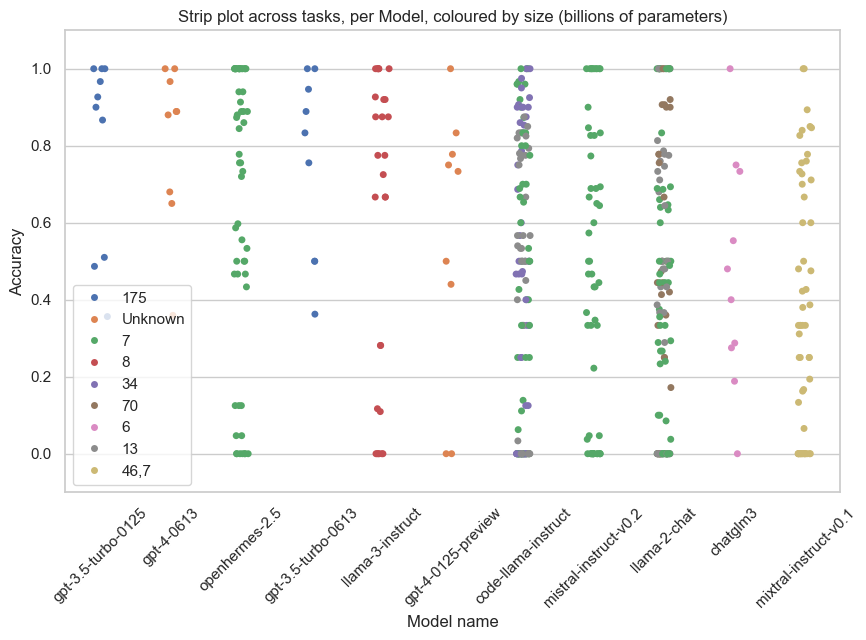 Strip plot across tasks, per Model, coloured by size (billions of parameters)
Accuracy
1.0
0.8
0.6
0.4
0.2
0.0
175
Unknown
7
8
34
70
6
13
46,7
gpt-3.5-turbo-0125
gpt-4-0613
openhermes-2.5
gpt-3.5-turbo-0613
llama-3-instruct
gpt-4-0125-preview
code-llama-instruct
mistral-instruct-v0.2
llama-2-chat
chatglm3
mixtral-instruct-v0.1
Model name